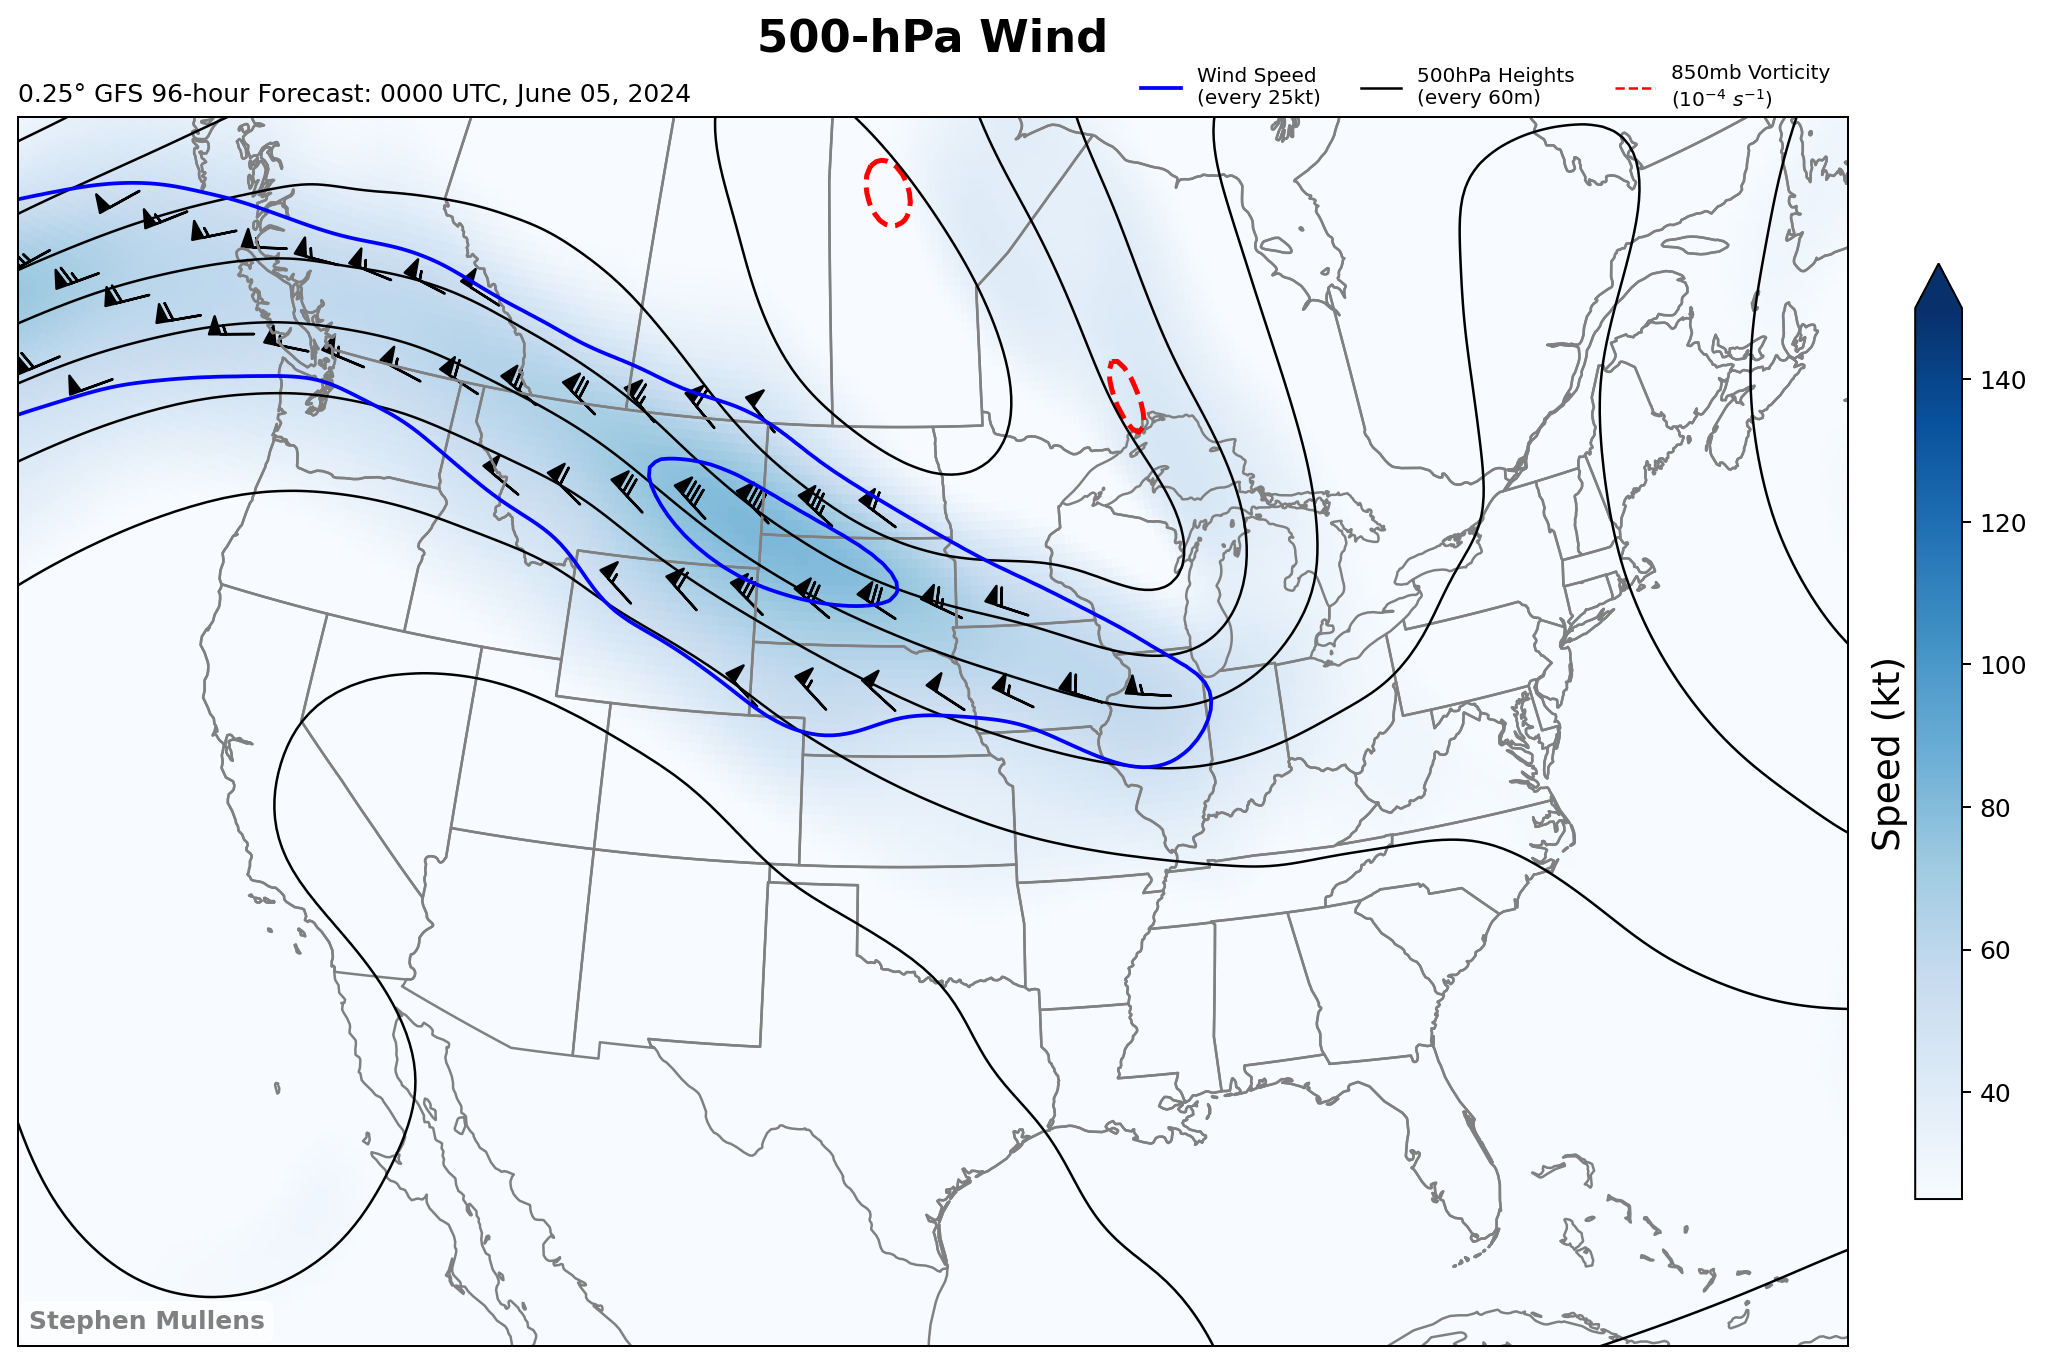 500-hPa Wind
0.25° GFS 96-hour Forecast: 0000 UTC, June 05, 2024
Wind Speed
(every 25kt)
500hPa Heights
(every 60m)
850mb Vorticity
(10⁻⁴ s⁻¹)
140
120
100
80
60
40
Speed (kt)
Stephen Mullens